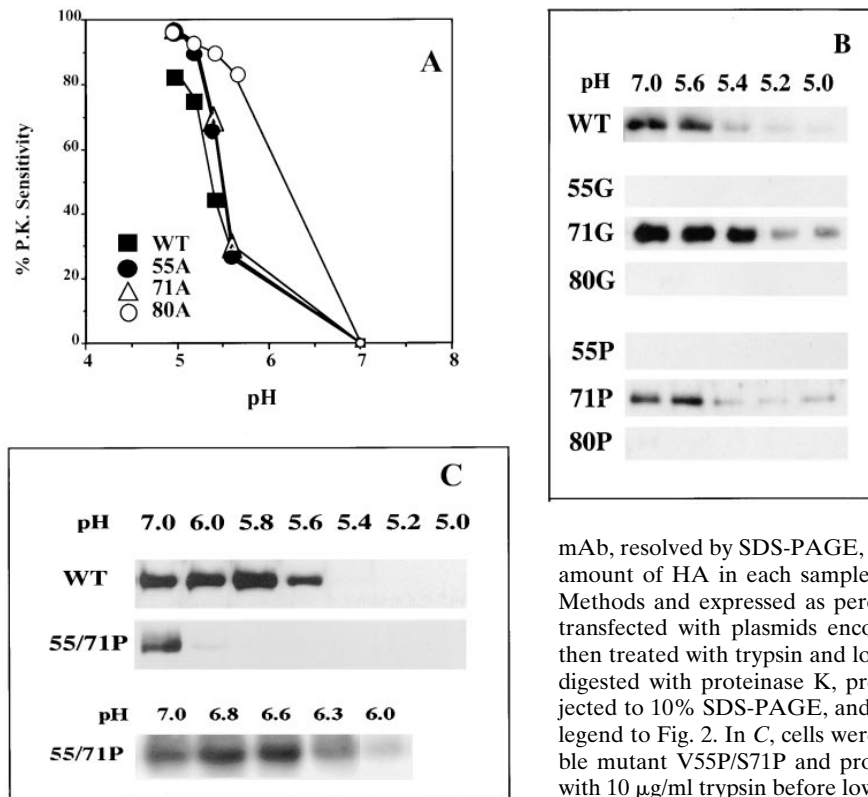 A
100
80
60
40
20
0
% P.K. Sensitivity
WT
55A
71A
80A
4 5 6 7 8
pH
B
pH 7.0 5.6 5.4 5.2 5.0
WT
55G
71G
80G
55P
71P
80P
C
pH 7.0 6.0 5.8 5.6 5.4 5.2 5.0
WT
55/71P
pH 7.0 6.8 6.6 6.3 6.0
55/71P
mAb, resolved by SDS-PAGE,
amount of HA in each sample
Methods and expressed as perc
transfected with plasmids enco
then treated with trypsin and lo
digested with proteinase K, pr
jected to 10% SDS-PAGE, and
legend to Fig. 2. In C, cells were
ble mutant V55P/S71P and pro
with 10 μg/ml trypsin before low